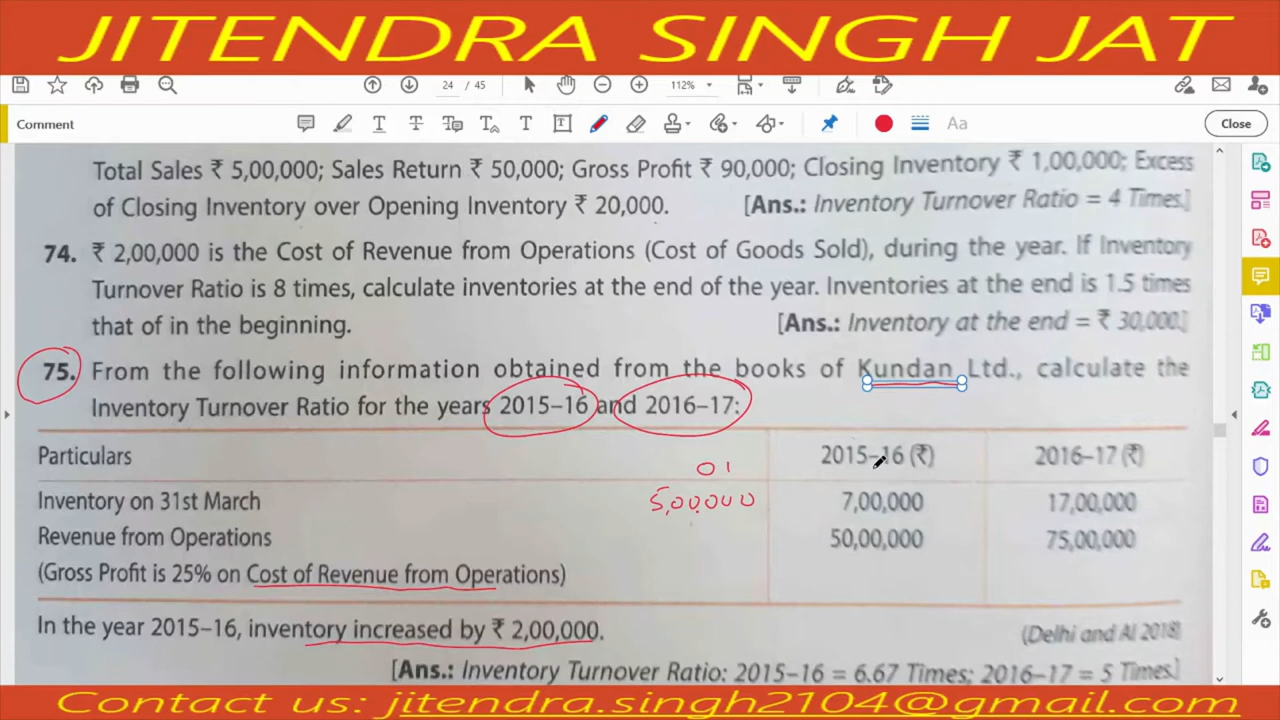 JITENDRA SINGH JAT
24 / 45
112%
Comment
T T T T T
Aa
Close
Total Sales ₹ 5,00,000; Sales Return ₹ 50,000; Gross Profit ₹ 90,000; Closing Inventory ₹ 1,00,000; Excess
of Closing Inventory over Opening Inventory ₹ 20,000. [Ans.: Inventory Turnover Ratio = 4 Times.]
74. ₹ 2,00,000 is the Cost of Revenue from Operations (Cost of Goods Sold), during the year. If Inventory
Turnover Ratio is 8 times, calculate inventories at the end of the year. Inventories at the end is 1.5 times
that of in the beginning. [Ans.: Inventory at the end = ₹ 30,000.]
75. From the following information obtained from the books of Kundan Ltd., calculate the
Inventory Turnover Ratio for the years 2015–16 and 2016–17:
Particulars 2015–16 (₹) 2016–17 (₹)
OI
Inventory on 31st March 5,00,000 7,00,000 17,00,000
Revenue from Operations 50,00,000 75,00,000
(Gross Profit is 25% on Cost of Revenue from Operations)
In the year 2015–16, inventory increased by ₹ 2,00,000. (Delhi and AI 2018)
[Ans.: Inventory Turnover Ratio: 2015–16 = 6.67 Times; 2016–17 = 5 Times.]
Contact us: jitendra.singh2104@gmail.com